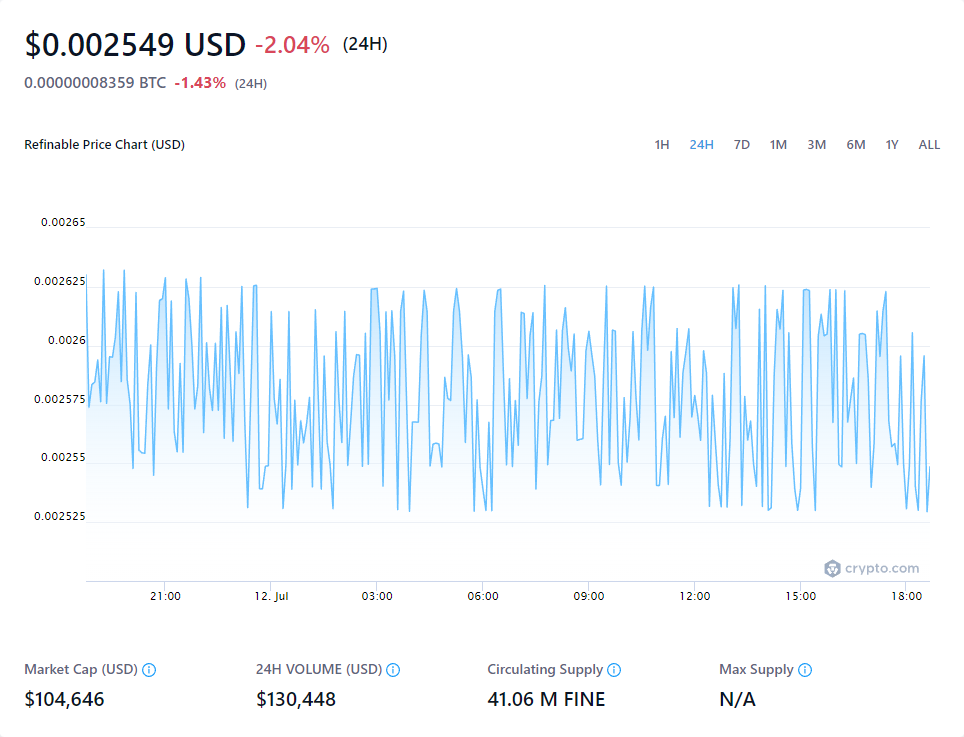 $0.002549 USD -2.04% (24H)
0.00000008359 BTC -1.43% (24H)
Refinable Price Chart (USD) 1H 24H 7D 1M 3M 6M 1Y ALL
0.00265
0.002625
0.0026
0.002575
0.00255
0.002525
crypto.com
21:00 12. Jul 03:00 06:00 09:00 12:00 15:00 18:00
Market Cap (USD) 24H VOLUME (USD) Circulating Supply Max Supply
$104,646 $130,448 41.06 M FINE N/A